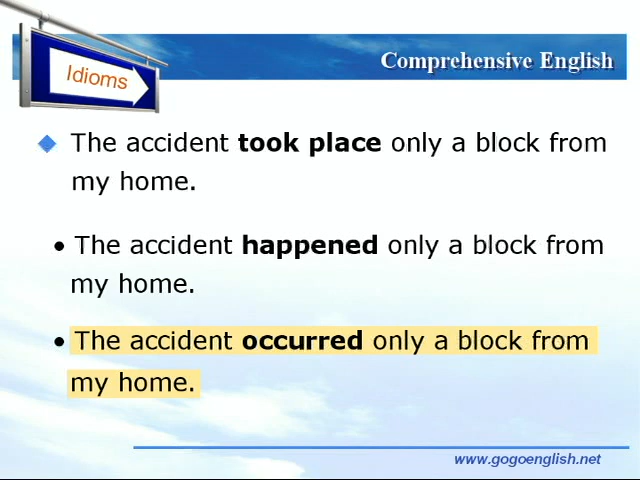 Idioms
Comprehensive English
The accident took place only a block from
my home.
• The accident happened only a block from
my home.
• The accident occurred only a block from
my home.
www.gogoenglish.net